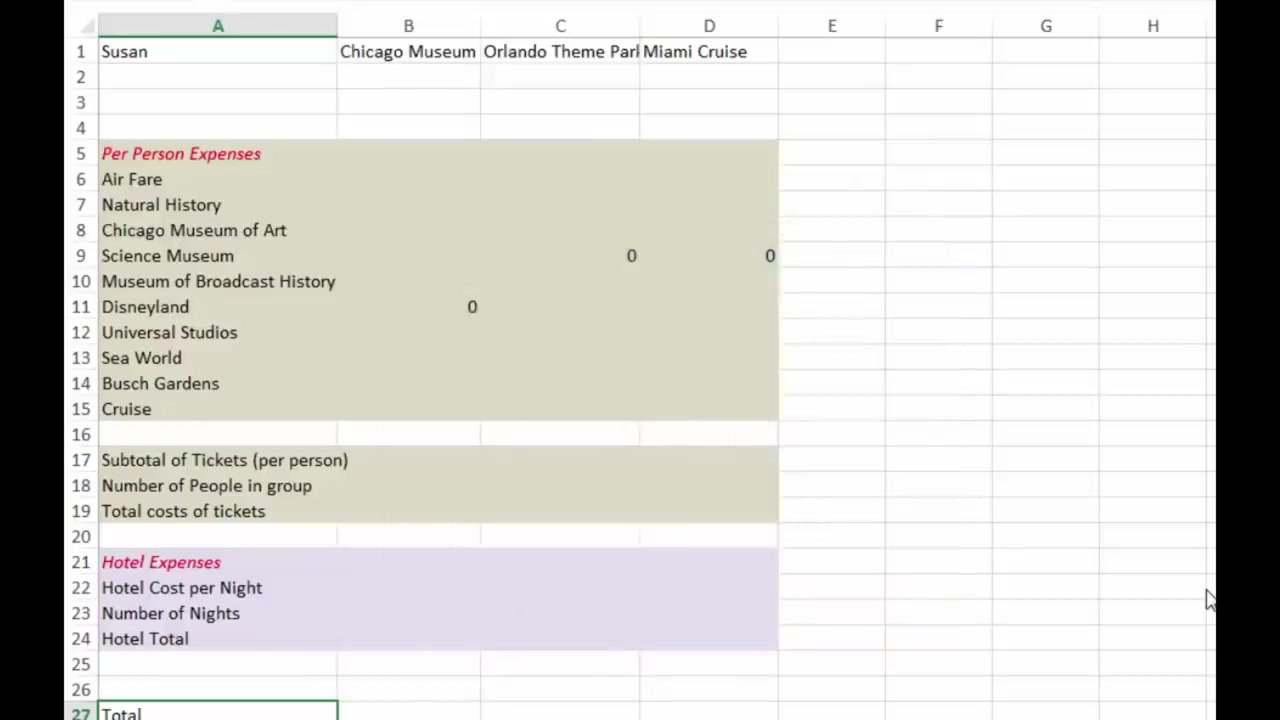 A B C D E F G H
1 Susan Chicago Museum Orlando Theme Parl Miami Cruise
2
3
4
5 Per Person Expenses
6 Air Fare
7 Natural History
8 Chicago Museum of Art
9 Science Museum 0 0
10 Museum of Broadcast History
11 Disneyland 0
12 Universal Studios
13 Sea World
14 Busch Gardens
15 Cruise
16
17 Subtotal of Tickets (per person)
18 Number of People in group
19 Total costs of tickets
20
21 Hotel Expenses
22 Hotel Cost per Night
23 Number of Nights
24 Hotel Total
25
26
27 Total